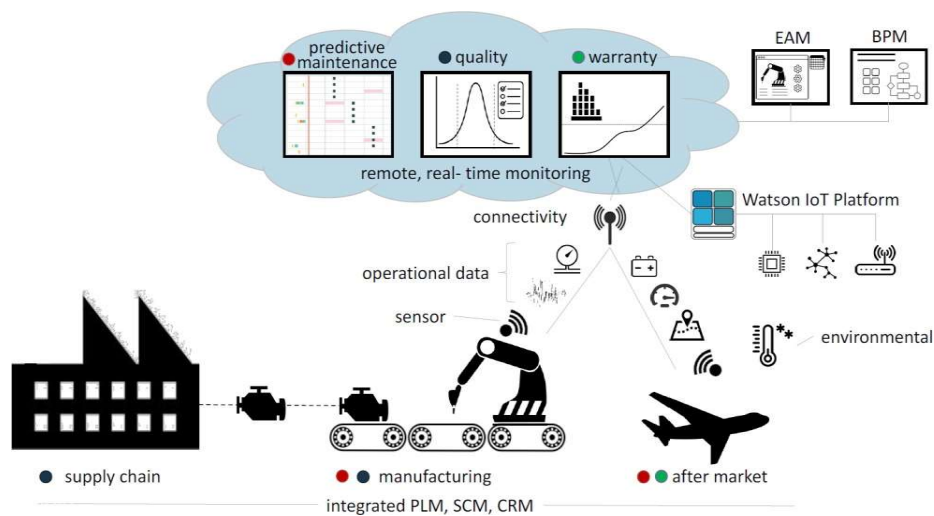 EAM
BPM
predictive
maintenance
quality
warranty
remote, real- time monitoring
connectivity
Watson IoT Platform
operational data
sensor
environmental
supply chain
manufacturing
after market
integrated PLM, SCM, CRM